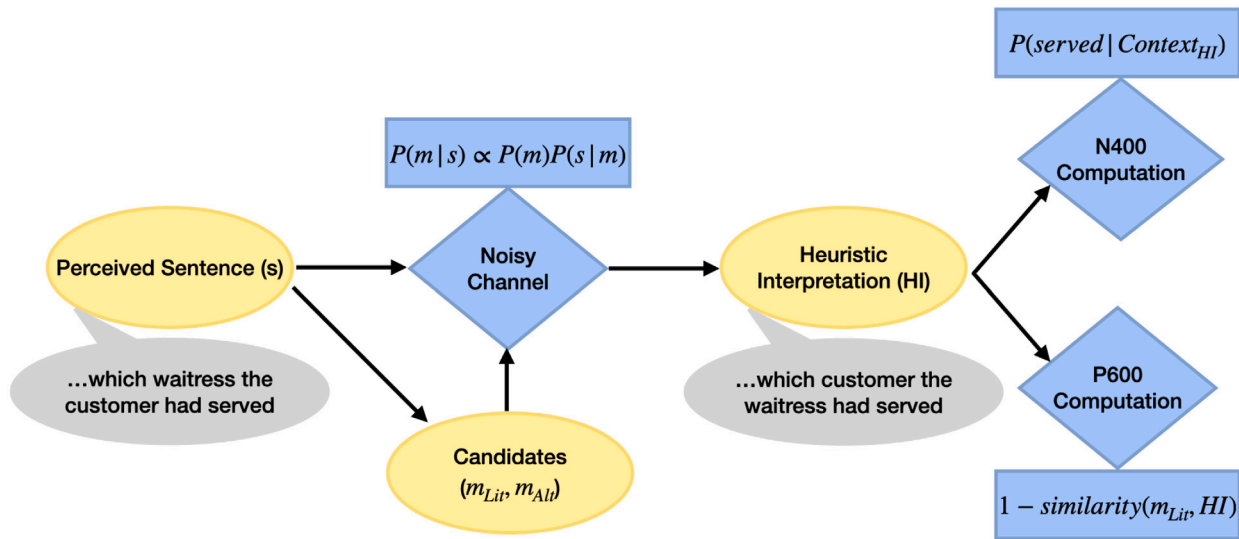 Perceived Sentence (s)
…which waitress the
customer had served
P(m | s) ∝ P(m)P(s | m)
Noisy
Channel
Candidates
(m_Lit, m_Alt)
Heuristic
Interpretation (HI)
…which customer the
waitress had served
P(served | Context_HI)
N400
Computation
P600
Computation
1 − similarity(m_Lit, HI)